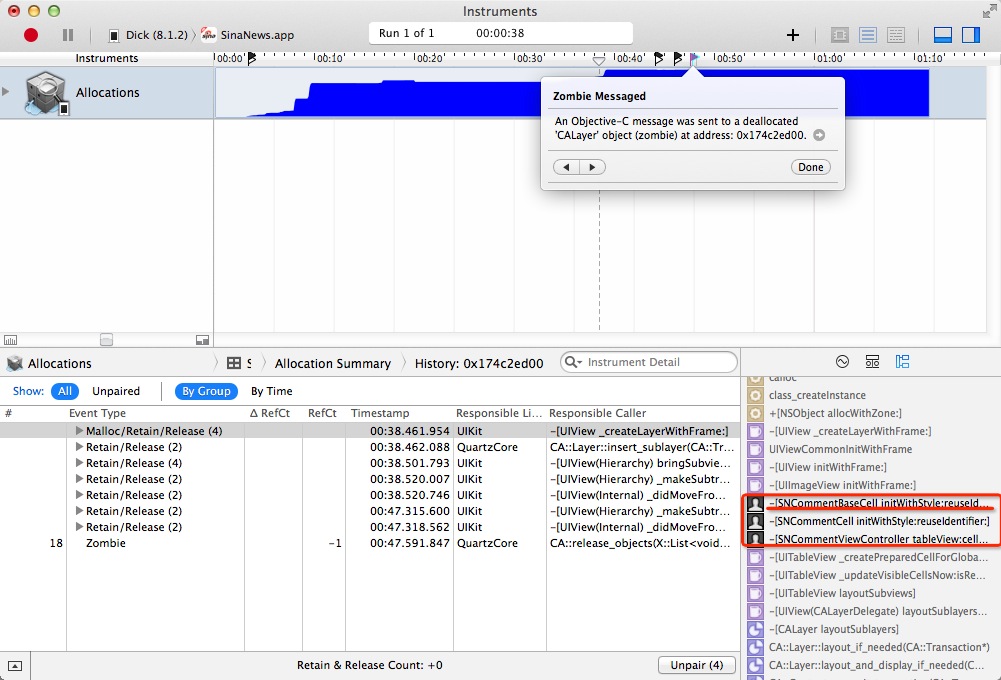 Instruments
Dick (8.1.2)
SinaNews.app
Run 1 of 1
00:00:38
Instruments
00:00
00:10
00:20
00:30
00:40
00:50
01:00
01:10
Allocations
Zombie Messaged
An Objective-C message was sent to a deallocated
'CALayer' object (zombie) at address: 0x174c2ed00.
Done
Allocations
S
Allocation Summary
History: 0x174c2ed00
Instrument Detail
Show:
All
Unpaired
By Group
By Time
# Event Type Δ RefCt RefCt Timestamp Responsible Li... Responsible Caller
Malloc/Retain/Release (4) 00:38.461.954 UIKit -[UIView _createLayerWithFrame:]
Retain/Release (2) 00:38.462.088 QuartzCore CA::Layer::insert_sublayer(CA::Tr...
Retain/Release (4) 00:38.501.793 UIKit -[UIView(Hierarchy) bringSubvie...
Retain/Release (2) 00:38.520.007 UIKit -[UIView(Hierarchy) _makeSubtr...
Retain/Release (2) 00:38.520.746 UIKit -[UIView(Internal) _didMoveFro...
Retain/Release (2) 00:47.315.600 UIKit -[UIView(Hierarchy) _makeSubtr...
Retain/Release (2) 00:47.318.562 UIKit -[UIView(Internal) _didMoveFro...
18 Zombie -1 00:47.591.847 QuartzCore CA::release_objects(X::List<void...
Retain & Release Count: +0
Unpair (4)
calloc
class_createInstance
+[NSObject allocWithZone:]
-[UIView _createLayerWithFrame:]
UIViewCommonInitWithFrame
-[UIView initWithFrame:]
-[UIImageView initWithFrame:]
-[SNCommentBaseCell initWithStyle:reuseId...
-[SNCommentCell initWithStyle:reuseIdentifier:]
-[SNCommentViewController tableView:cell...
-[UITableView _createPreparedCellForGloba...
-[UITableView _updateVisibleCellsNow:isRe...
-[UITableView layoutSubviews]
-[UIView(CALayerDelegate) layoutSublayers...
-[CALayer layoutSublayers]
CA::Layer::layout_if_needed(CA::Transaction*)
CA::Layer::layout_and_display_if_needed(C...